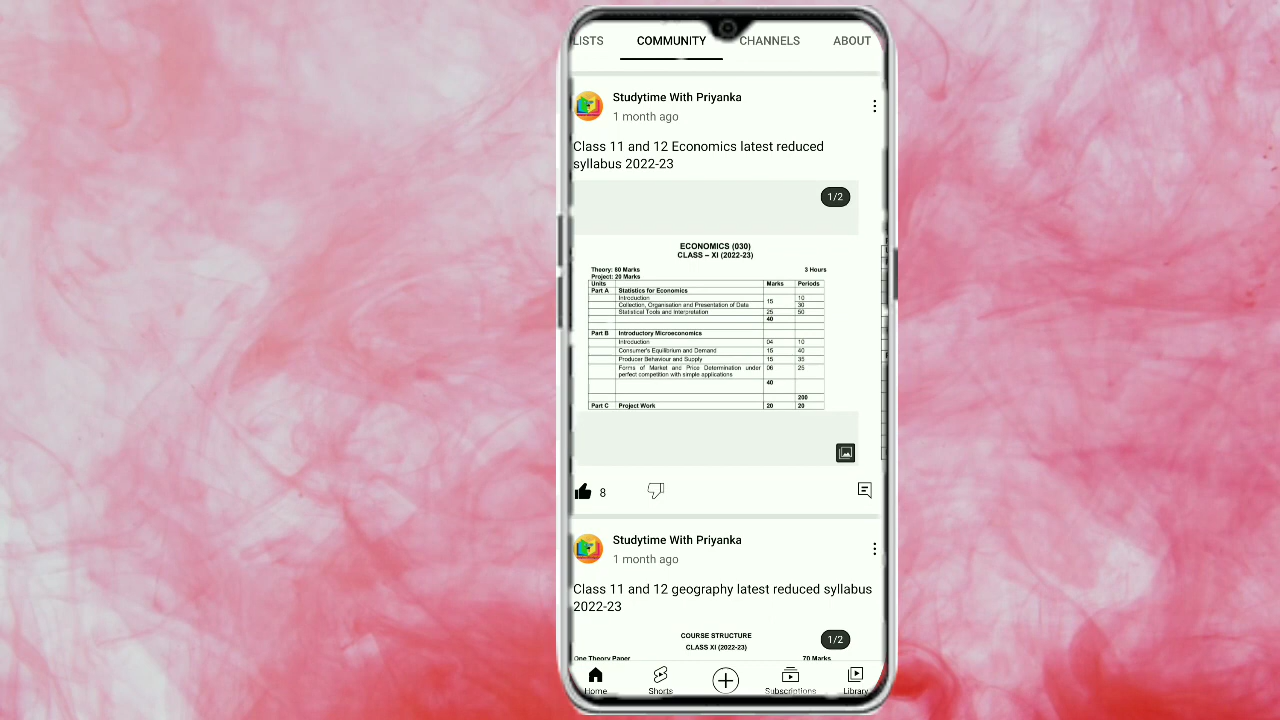 LISTS COMMUNITY CHANNELS ABOUT
Studytime With Priyanka
1 month ago
Class 11 and 12 Economics latest reduced
syllabus 2022-23
1/2
ECONOMICS (030)
CLASS – XI (2022-23)
Theory: 80 Marks 3 Hours
Project: 20 Marks
Units Marks Periods
Part A Statistics for Economics
Introduction 15 10
Collection, Organisation and Presentation of Data 30
Statistical Tools and Interpretation 25 50
40
Part B Introductory Microeconomics
Introduction 04 10
Consumer's Equilibrium and Demand 15 40
Producer Behaviour and Supply 15 35
Forms of Market and Price Determination under 06 25
perfect competition with simple applications
40
200
Part C Project Work 20 20
8
Studytime With Priyanka
1 month ago
Class 11 and 12 geography latest reduced syllabus
2022-23
COURSE STRUCTURE
1/2
CLASS XI (2022-23)
One Theory Paper 70 Marks
Home Shorts Subscriptions Library